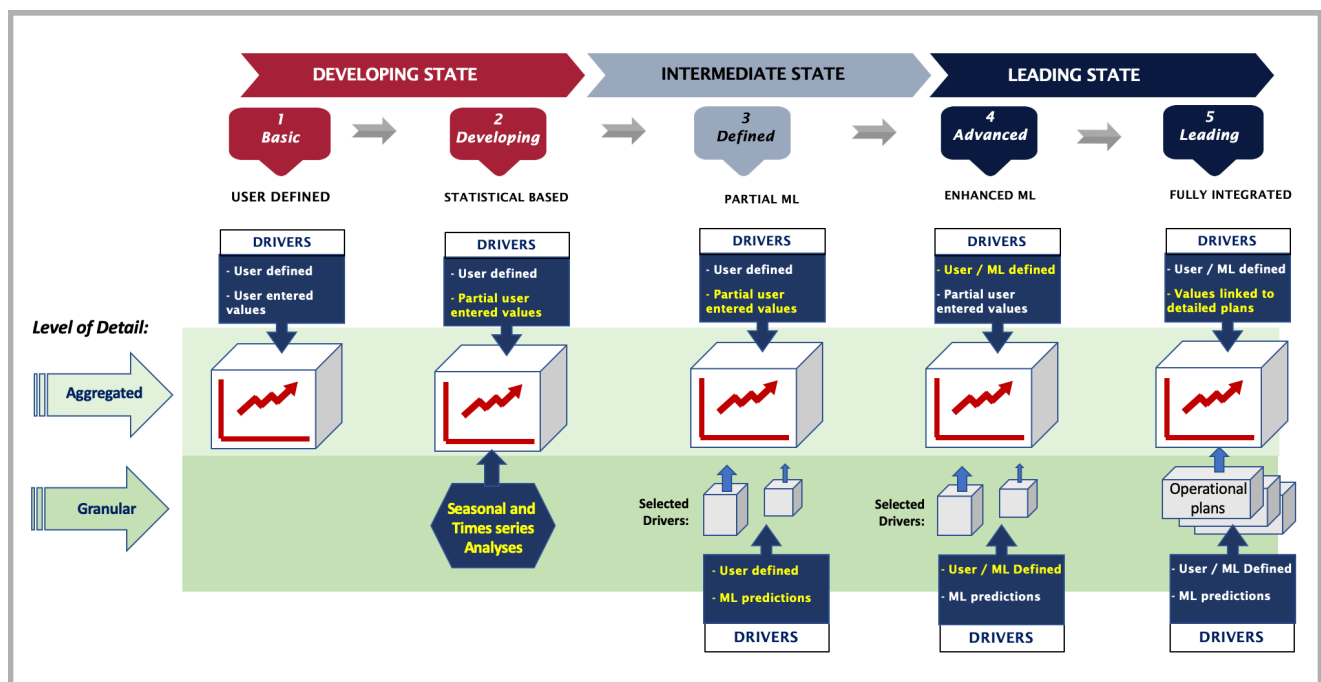 DEVELOPING STATE
INTERMEDIATE STATE
LEADING STATE
1
Basic
2
Developing
3
Defined
4
Advanced
5
Leading
USER DEFINED
STATISTICAL BASED
PARTIAL ML
ENHANCED ML
FULLY INTEGRATED
DRIVERS
- User defined
- User entered
values
DRIVERS
- User defined
- Partial user
entered values
DRIVERS
- User defined
- Partial user
entered values
DRIVERS
- User / ML defined
- Partial user
entered values
DRIVERS
- User / ML defined
- Values linked to
detailed plans
Level of Detail:
Aggregated
Granular
Seasonal and
Times series
Analyses
Selected
Drivers:
- User defined
- ML predictions
DRIVERS
Selected
Drivers:
- User / ML Defined
- ML predictions
DRIVERS
Operational
plans
- User / ML Defined
- ML predictions
DRIVERS